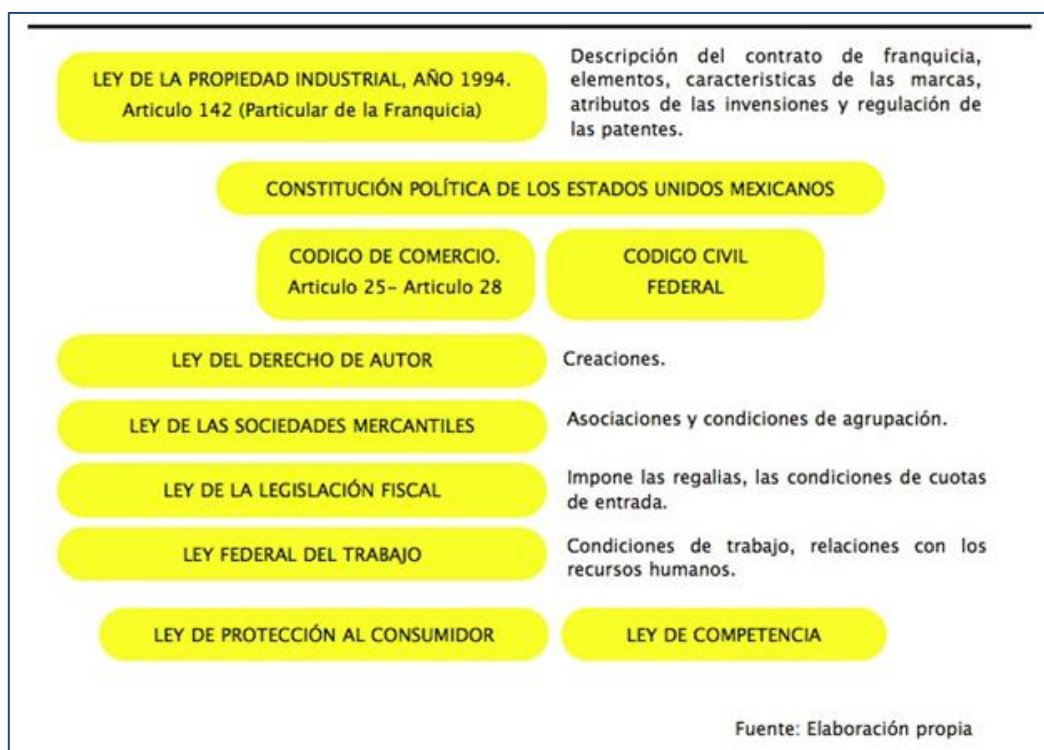 LEY DE LA PROPIEDAD INDUSTRIAL, AÑO 1994.
Articulo 142 (Particular de la Franquicia)
Descripción del contrato de franquicia,
elementos, caracteristicas de las marcas,
atributos de las invensiones y regulación de
las patentes.
CONSTITUCIÓN POLÍTICA DE LOS ESTADOS UNIDOS MEXICANOS
CODIGO DE COMERCIO.
Articulo 25- Articulo 28
CODIGO CIVIL
FEDERAL
LEY DEL DERECHO DE AUTOR
Creaciones.
LEY DE LAS SOCIEDADES MERCANTILES
Asociaciones y condiciones de agrupación.
LEY DE LA LEGISLACIÓN FISCAL
Impone las regalias, las condiciones de cuotas
de entrada.
LEY FEDERAL DEL TRABAJO
Condiciones de trabajo, relaciones con los
recursos humanos.
LEY DE PROTECCIÓN AL CONSUMIDOR
LEY DE COMPETENCIA
Fuente: Elaboración propia